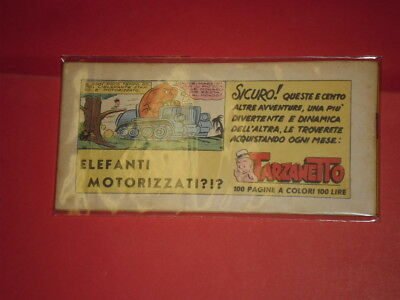 ELEFANTI
MOTORIZZATI?!?
SICURO! QUESTE E CENTO
ALTRE AVVENTURE, UNA PIU'
DIVERTENTE E DINAMICA
DELL'ALTRA, LE TROVERETE
ACQUISTANDO OGNI MESE:
TARZANETTO
100 PAGINE A COLORI 100 LIRE